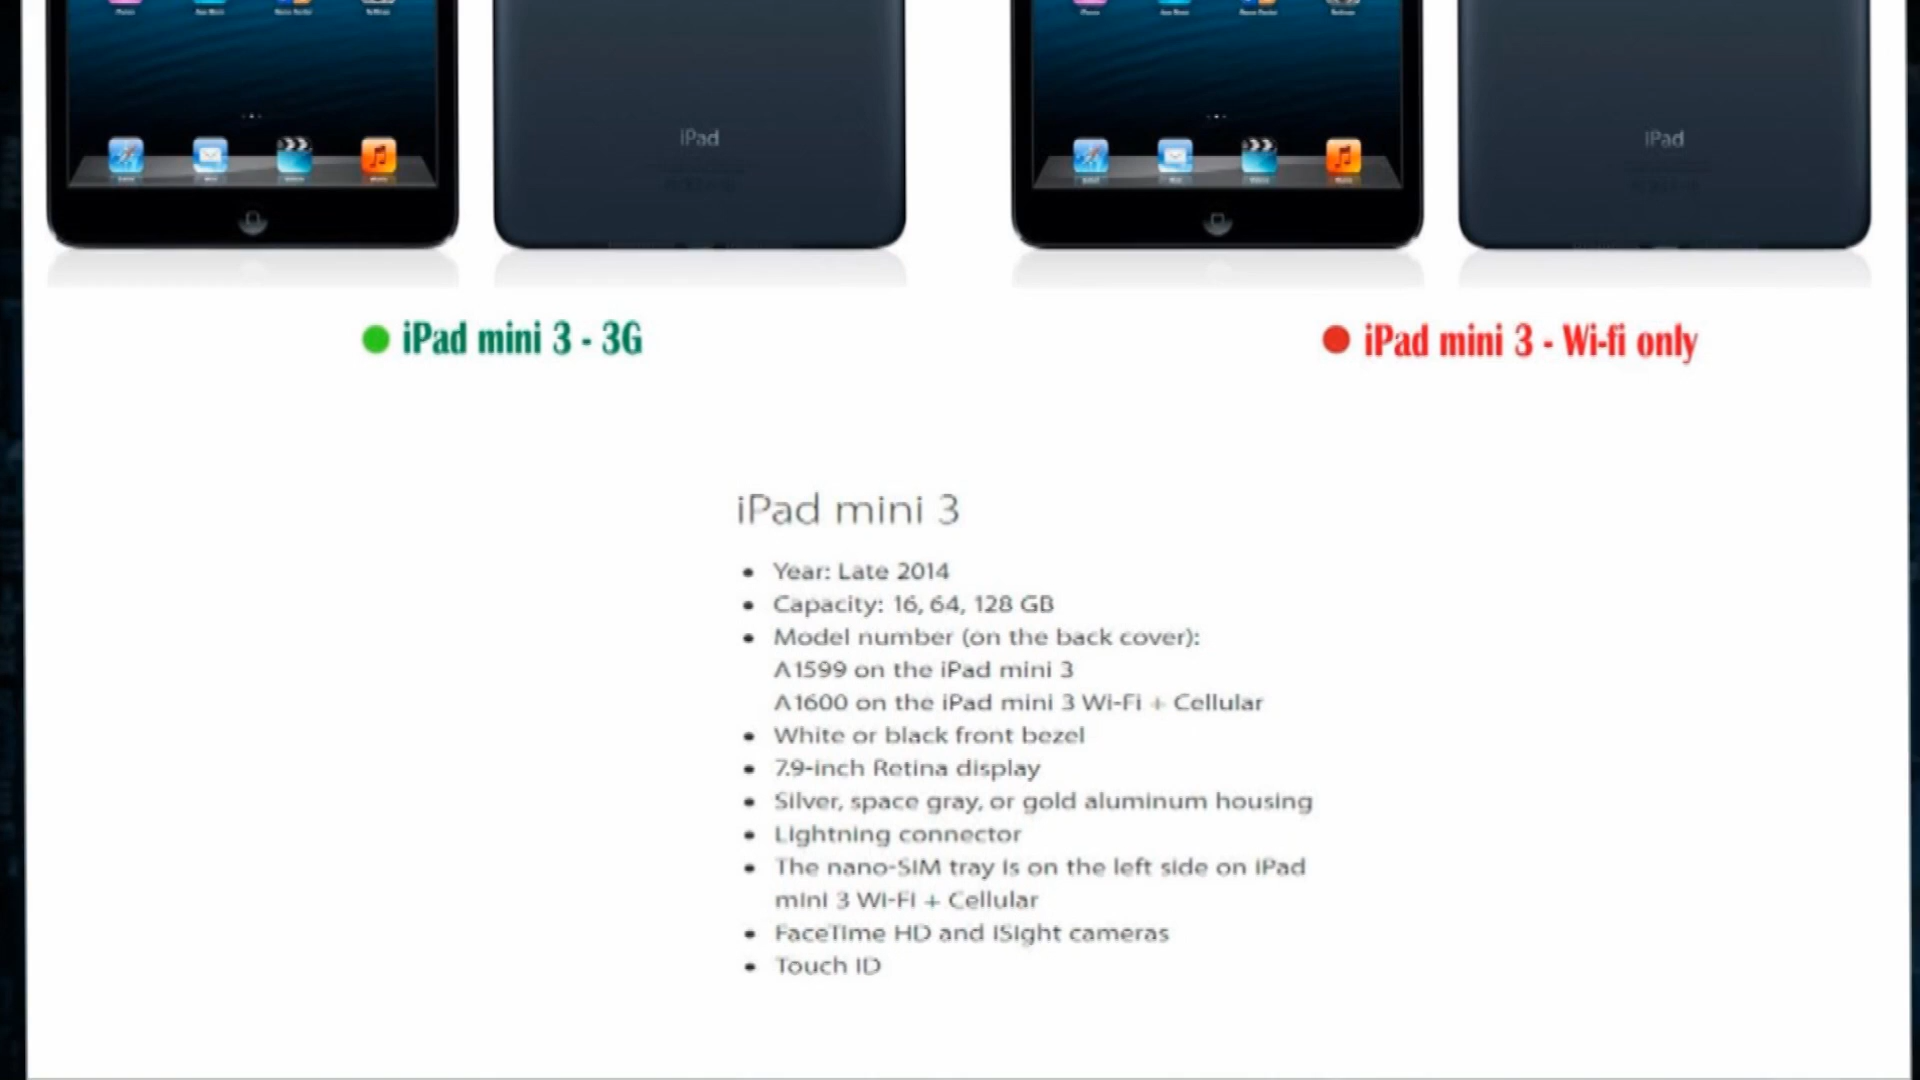 iPad
iPad
iPad mini 3 - 3G
iPad mini 3 - Wi-fi only
iPad mini 3
• Year: Late 2014
• Capacity: 16, 64, 128 GB
• Model number (on the back cover):
A1599 on the iPad mini 3
A1600 on the iPad mini 3 Wi-Fi + Cellular
• White or black front bezel
• 7.9-inch Retina display
• Silver, space gray, or gold aluminum housing
• Lightning connector
• The nano-SIM tray is on the left side on iPad
mini 3 Wi-Fi + Cellular
• FaceTime HD and iSight cameras
• Touch ID